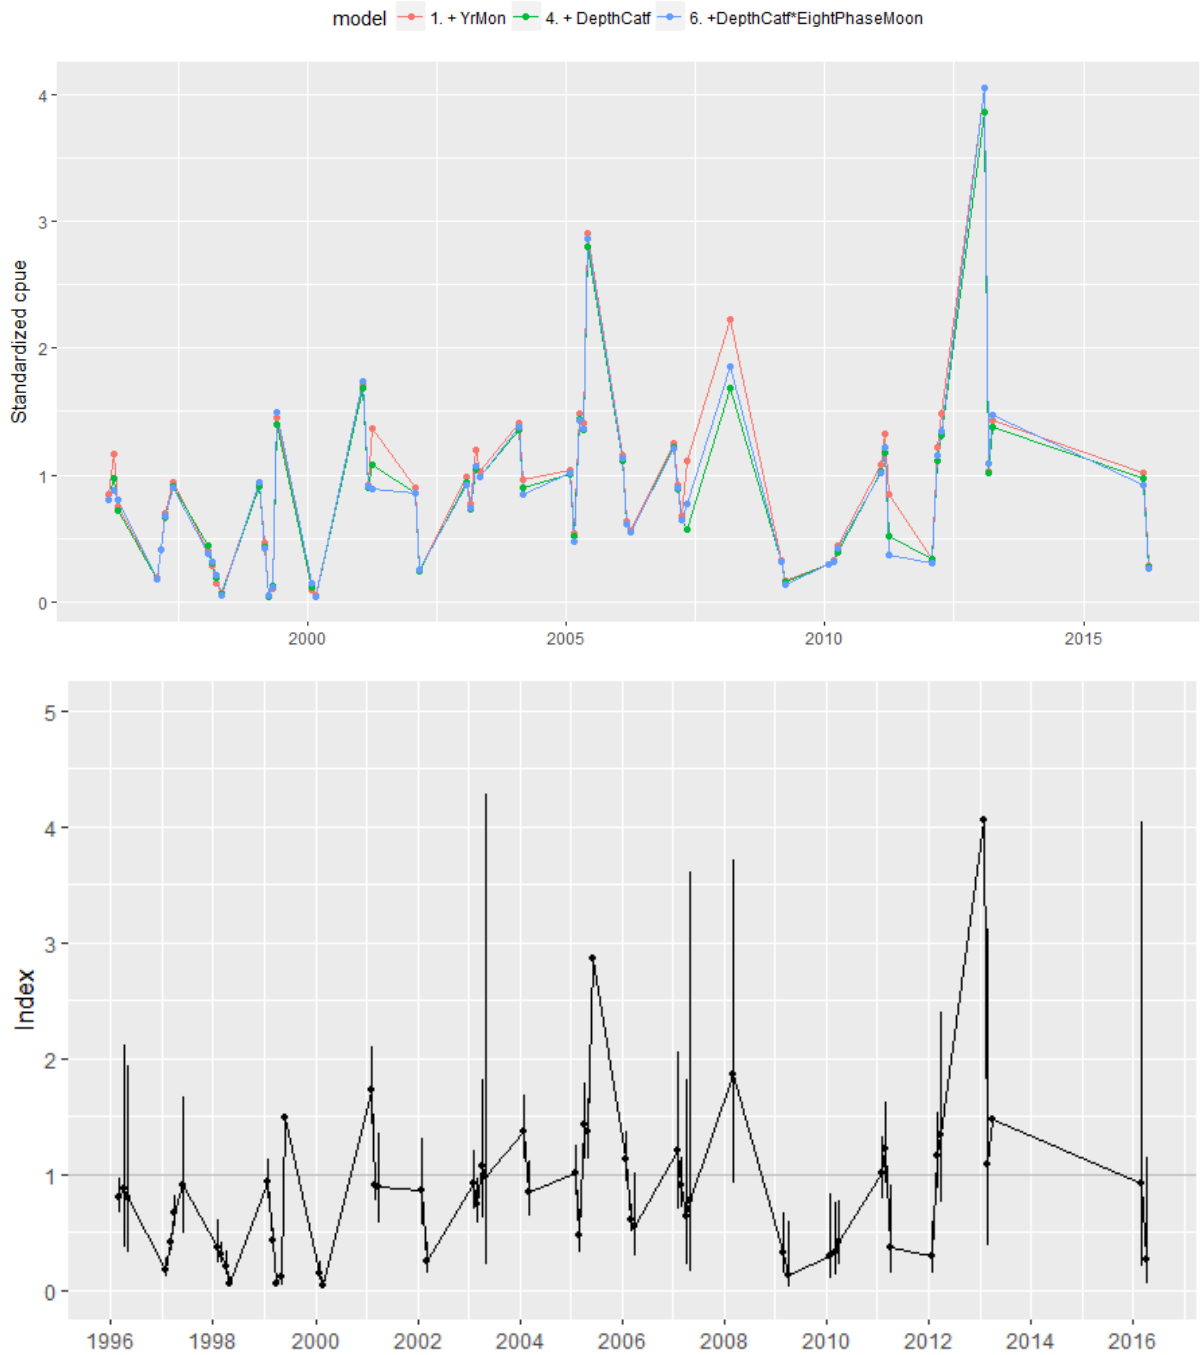 model 1. + YrMon 4. + DepthCatf 6. +DepthCatf*EightPhaseMoon
4
3
2
1
0
Standardized cpue
2000 2005 2010 2015
5
4
3
2
1
0
Index
1996 1998 2000 2002 2004 2006 2008 2010 2012 2014 2016